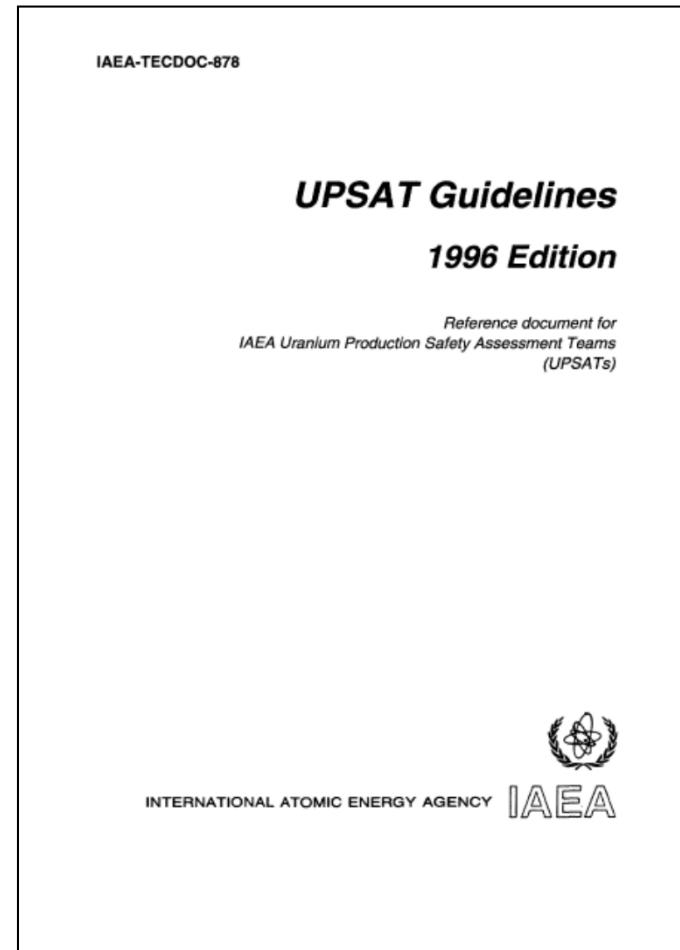 IAEA-TECDOC-878
UPSAT Guidelines
1996 Edition
Reference document for
IAEA Uranium Production Safety Assessment Teams
(UPSATs)
INTERNATIONAL ATOMIC ENERGY AGENCY IAEA